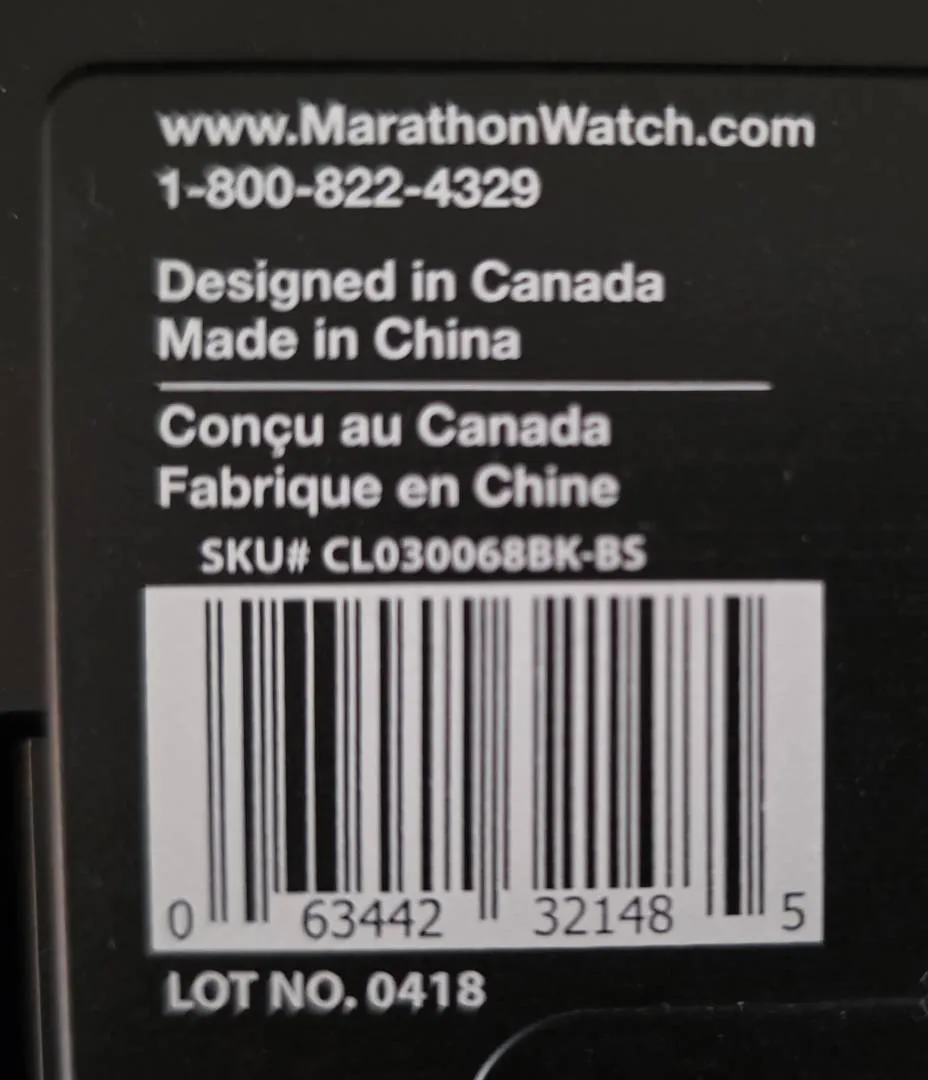 www.MarathonWatch.com
1-800-822-4329
Designed in Canada
Made in China
Conçu au Canada
Fabrique en Chine
SKU# CL030068BK-BS
0 63442 32148 5
LOT NO. 0418